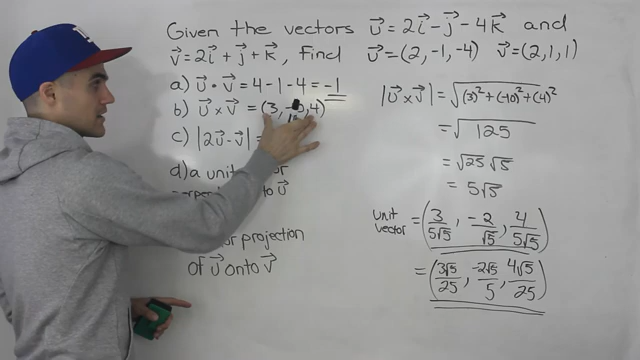 Given the vectors u⃗ = 2i⃗ - j⃗ - 4k⃗ and
v⃗ = 2i⃗ + j⃗ + k⃗, find u⃗ = (2, -1, -4) v⃗ = (2, 1, 1)
a) u⃗ · v⃗ = 4 - 1 - 4 = -1
b) u⃗ x v⃗ = (3, -10, 4)
c) |2u⃗ - v⃗| =
d) a unit
to u⃗
projection
of u⃗ onto v⃗
|u⃗ x v⃗| = √(3)² + (-10)² + (4)²
= √125
= √25 √5
= 5√5
unit vector = (3/5√5, -2/√5, 4/5√5)
= (3√5/25, -2√5/5, 4√5/25)